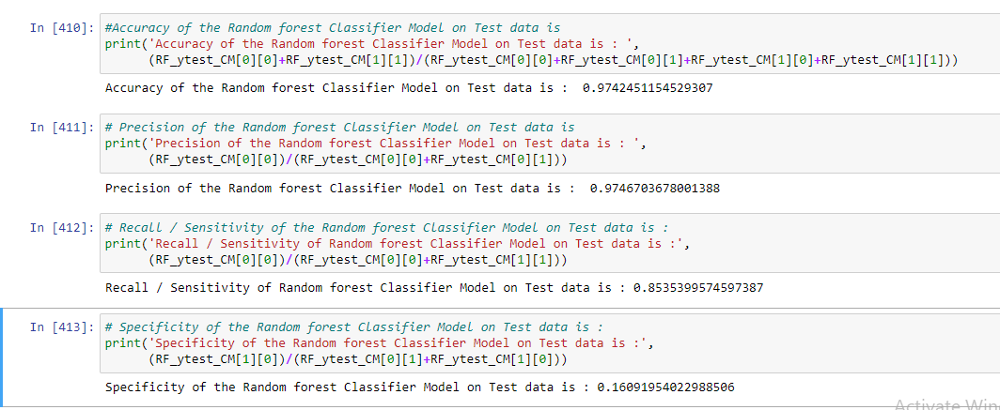 In [410]: #Accuracy of the Random forest Classifier Model on Test data is
print('Accuracy of the Random forest Classifier Model on Test data is : ',
(RF_ytest_CM[0][0]+RF_ytest_CM[1][1])/(RF_ytest_CM[0][0]+RF_ytest_CM[0][1]+RF_ytest_CM[1][0]+RF_ytest_CM[1][1]))
Accuracy of the Random forest Classifier Model on Test data is :  0.9742451154529307
In [411]: # Precision of the Random forest Classifier Model on Test data is
print('Precision of the Random forest Classifier Model on Test data is : ',
(RF_ytest_CM[0][0])/(RF_ytest_CM[0][0]+RF_ytest_CM[0][1]))
Precision of the Random forest Classifier Model on Test data is :  0.9746703678001388
In [412]: # Recall / Sensitivity of the Random forest Classifier Model on Test data is :
print('Recall / Sensitivity of Random forest Classifier Model on Test data is :',
(RF_ytest_CM[0][0])/(RF_ytest_CM[0][0]+RF_ytest_CM[1][1]))
Recall / Sensitivity of Random forest Classifier Model on Test data is : 0.8535399574597387
In [413]: # Specificity of the Random forest Classifier Model on Test data is :
print('Specificity of the Random forest Classifier Model on Test data is :',
(RF_ytest_CM[1][0])/(RF_ytest_CM[0][1]+RF_ytest_CM[1][0]))
Specificity of the Random forest Classifier Model on Test data is : 0.16091954022988506
Activate Win